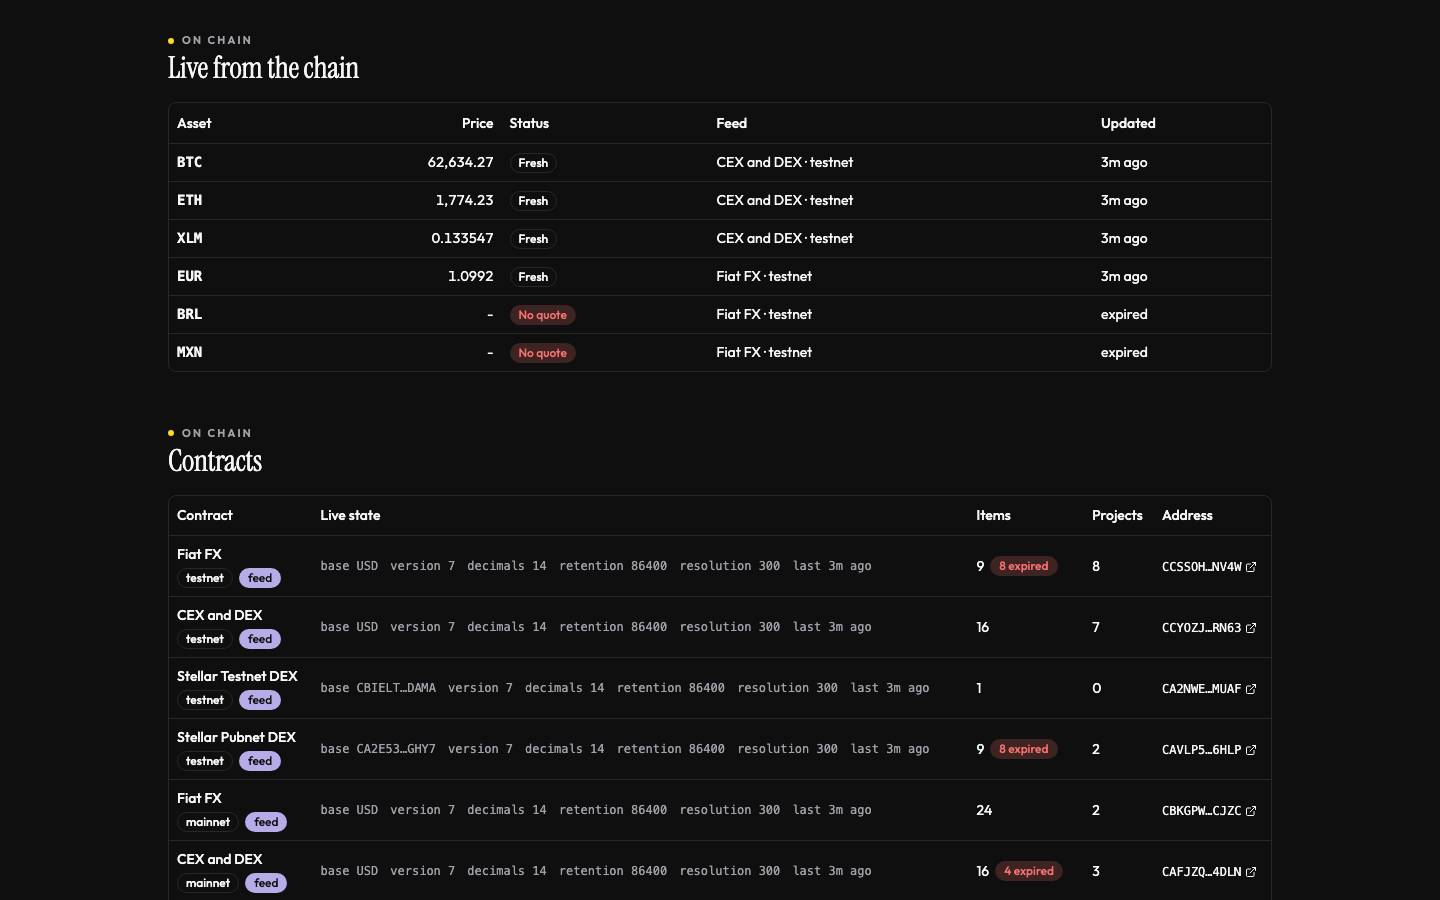 ON CHAIN
Live from the chain
Asset Price Status Feed Updated
BTC 62,634.27 Fresh CEX and DEX · testnet 3m ago
ETH 1,774.23 Fresh CEX and DEX · testnet 3m ago
XLM 0.133547 Fresh CEX and DEX · testnet 3m ago
EUR 1.0992 Fresh Fiat FX · testnet 3m ago
BRL - No quote Fiat FX · testnet expired
MXN - No quote Fiat FX · testnet expired
ON CHAIN
Contracts
Contract Live state Items Projects Address
Fiat FX
testnet feed base USD version 7 decimals 14 retention 86400 resolution 300 last 3m ago 9 8 expired 8 CCSSOH…NV4W
CEX and DEX
testnet feed base USD version 7 decimals 14 retention 86400 resolution 300 last 3m ago 16 7 CCYOZJ…RN63
Stellar Testnet DEX
testnet feed base CBIELT…DAMA version 7 decimals 14 retention 86400 resolution 300 last 3m ago 1 0 CA2NWE…MUAF
Stellar Pubnet DEX
testnet feed base CA2E53…GHY7 version 7 decimals 14 retention 86400 resolution 300 last 3m ago 9 8 expired 2 CAVLP5…6HLP
Fiat FX
mainnet feed base USD version 7 decimals 14 retention 86400 resolution 300 last 3m ago 24 2 CBKGPW…CJZC
CEX and DEX
mainnet feed base USD version 7 decimals 14 retention 86400 resolution 300 last 3m ago 16 4 expired 3 CAFJZQ…4DLN